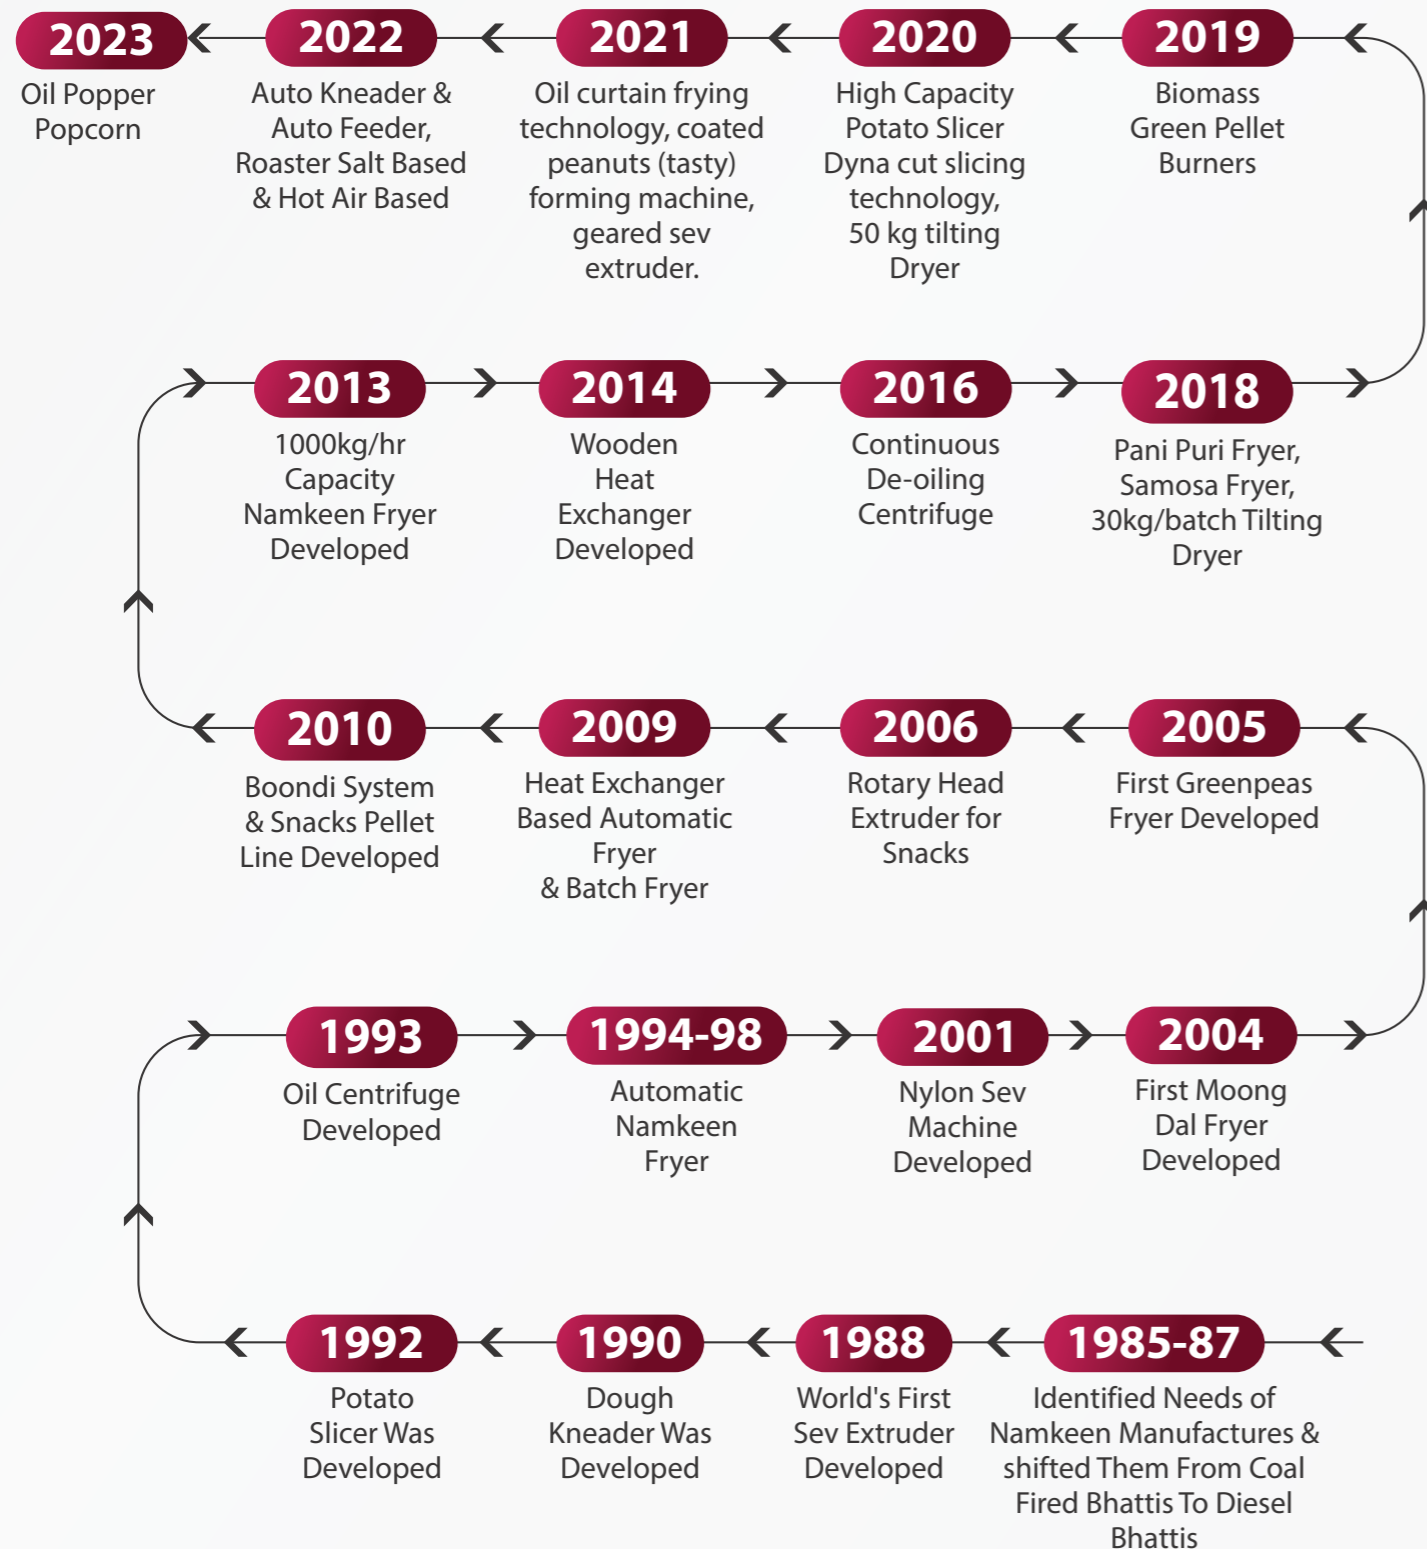 2023
Oil Popper
Popcorn
2022
Auto Kneader &
Auto Feeder,
Roaster Salt Based
& Hot Air Based
2021
Oil curtain frying
technology, coated
peanuts (tasty)
forming machine,
geared sev
extruder.
2020
High Capacity
Potato Slicer
Dyna cut slicing
technology,
50 kg tilting
Dryer
2019
Biomass
Green Pellet
Burners
2013
1000kg/hr
Capacity
Namkeen Fryer
Developed
2014
Wooden
Heat
Exchanger
Developed
2016
Continuous
De-oiling
Centrifuge
2018
Pani Puri Fryer,
Samosa Fryer,
30kg/batch Tilting
Dryer
2010
Boondi System
& Snacks Pellet
Line Developed
2009
Heat Exchanger
Based Automatic
Fryer
& Batch Fryer
2006
Rotary Head
Extruder for
Snacks
2005
First Greenpeas
Fryer Developed
1993
Oil Centrifuge
Developed
1994-98
Automatic
Namkeen
Fryer
2001
Nylon Sev
Machine
Developed
2004
First Moong
Dal Fryer
Developed
1992
Potato
Slicer Was
Developed
1990
Dough
Kneader Was
Developed
1988
World's First
Sev Extruder
Developed
1985-87
Identified Needs of
Namkeen Manufactures &
shifted Them From Coal
Fired Bhattis To Diesel
Bhattis